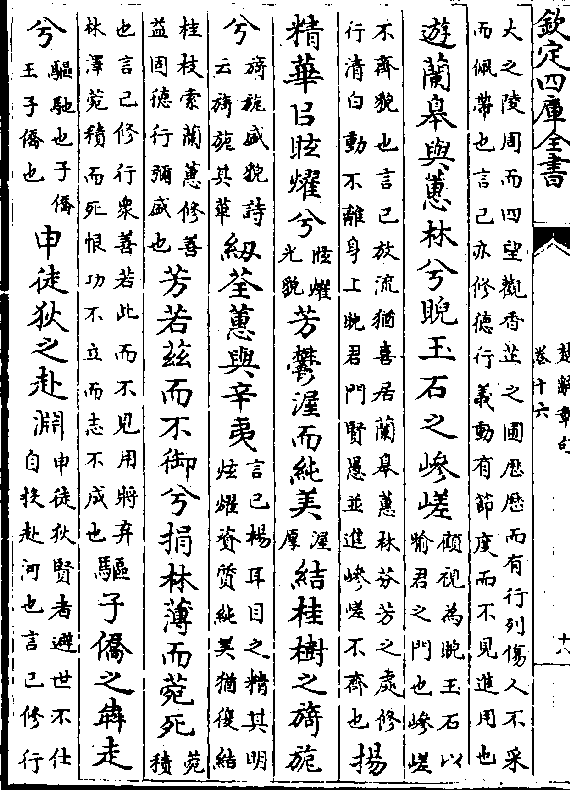 欽定四庫全書
楚辭章句
卷十六
十六
大之陵周而四望觀香芷之圃歴歴而有行列傷人不采
而佩帶也言己亦修德行義動有節度而不見進用也
遊蘭皋與蕙林兮睨玉石之嵾嵯顧視為睨玉石以
喻君之門也嵾嵯
不齊貌也言己放流猶喜居蘭皋蕙林芬芳之處修
行清白動不離身上睨君門賢愚並進嵾嵯不齊也揚
精華㠯眩燿兮眩燿
光貌芳鬱渥而純美渥
厚結桂樹之旖旎
兮旖旎盛貌詩
云旖旎其華紉荃蕙與辛夷言己揚耳目之精其明
炫燿資質純美猶復結
桂枝索蘭蕙修善
益固德行彌盛也芳若茲而不御兮捐林薄而菀死菀
積
也言己修行衆善若此而不見用將弃
林澤菀積而死恨功不立而志不成也驅子僑之犇走
兮驅馳也子僑
王子僑也申徒狄之赴淵申徒狄賢者避世不仕
自投赴河也言己修行